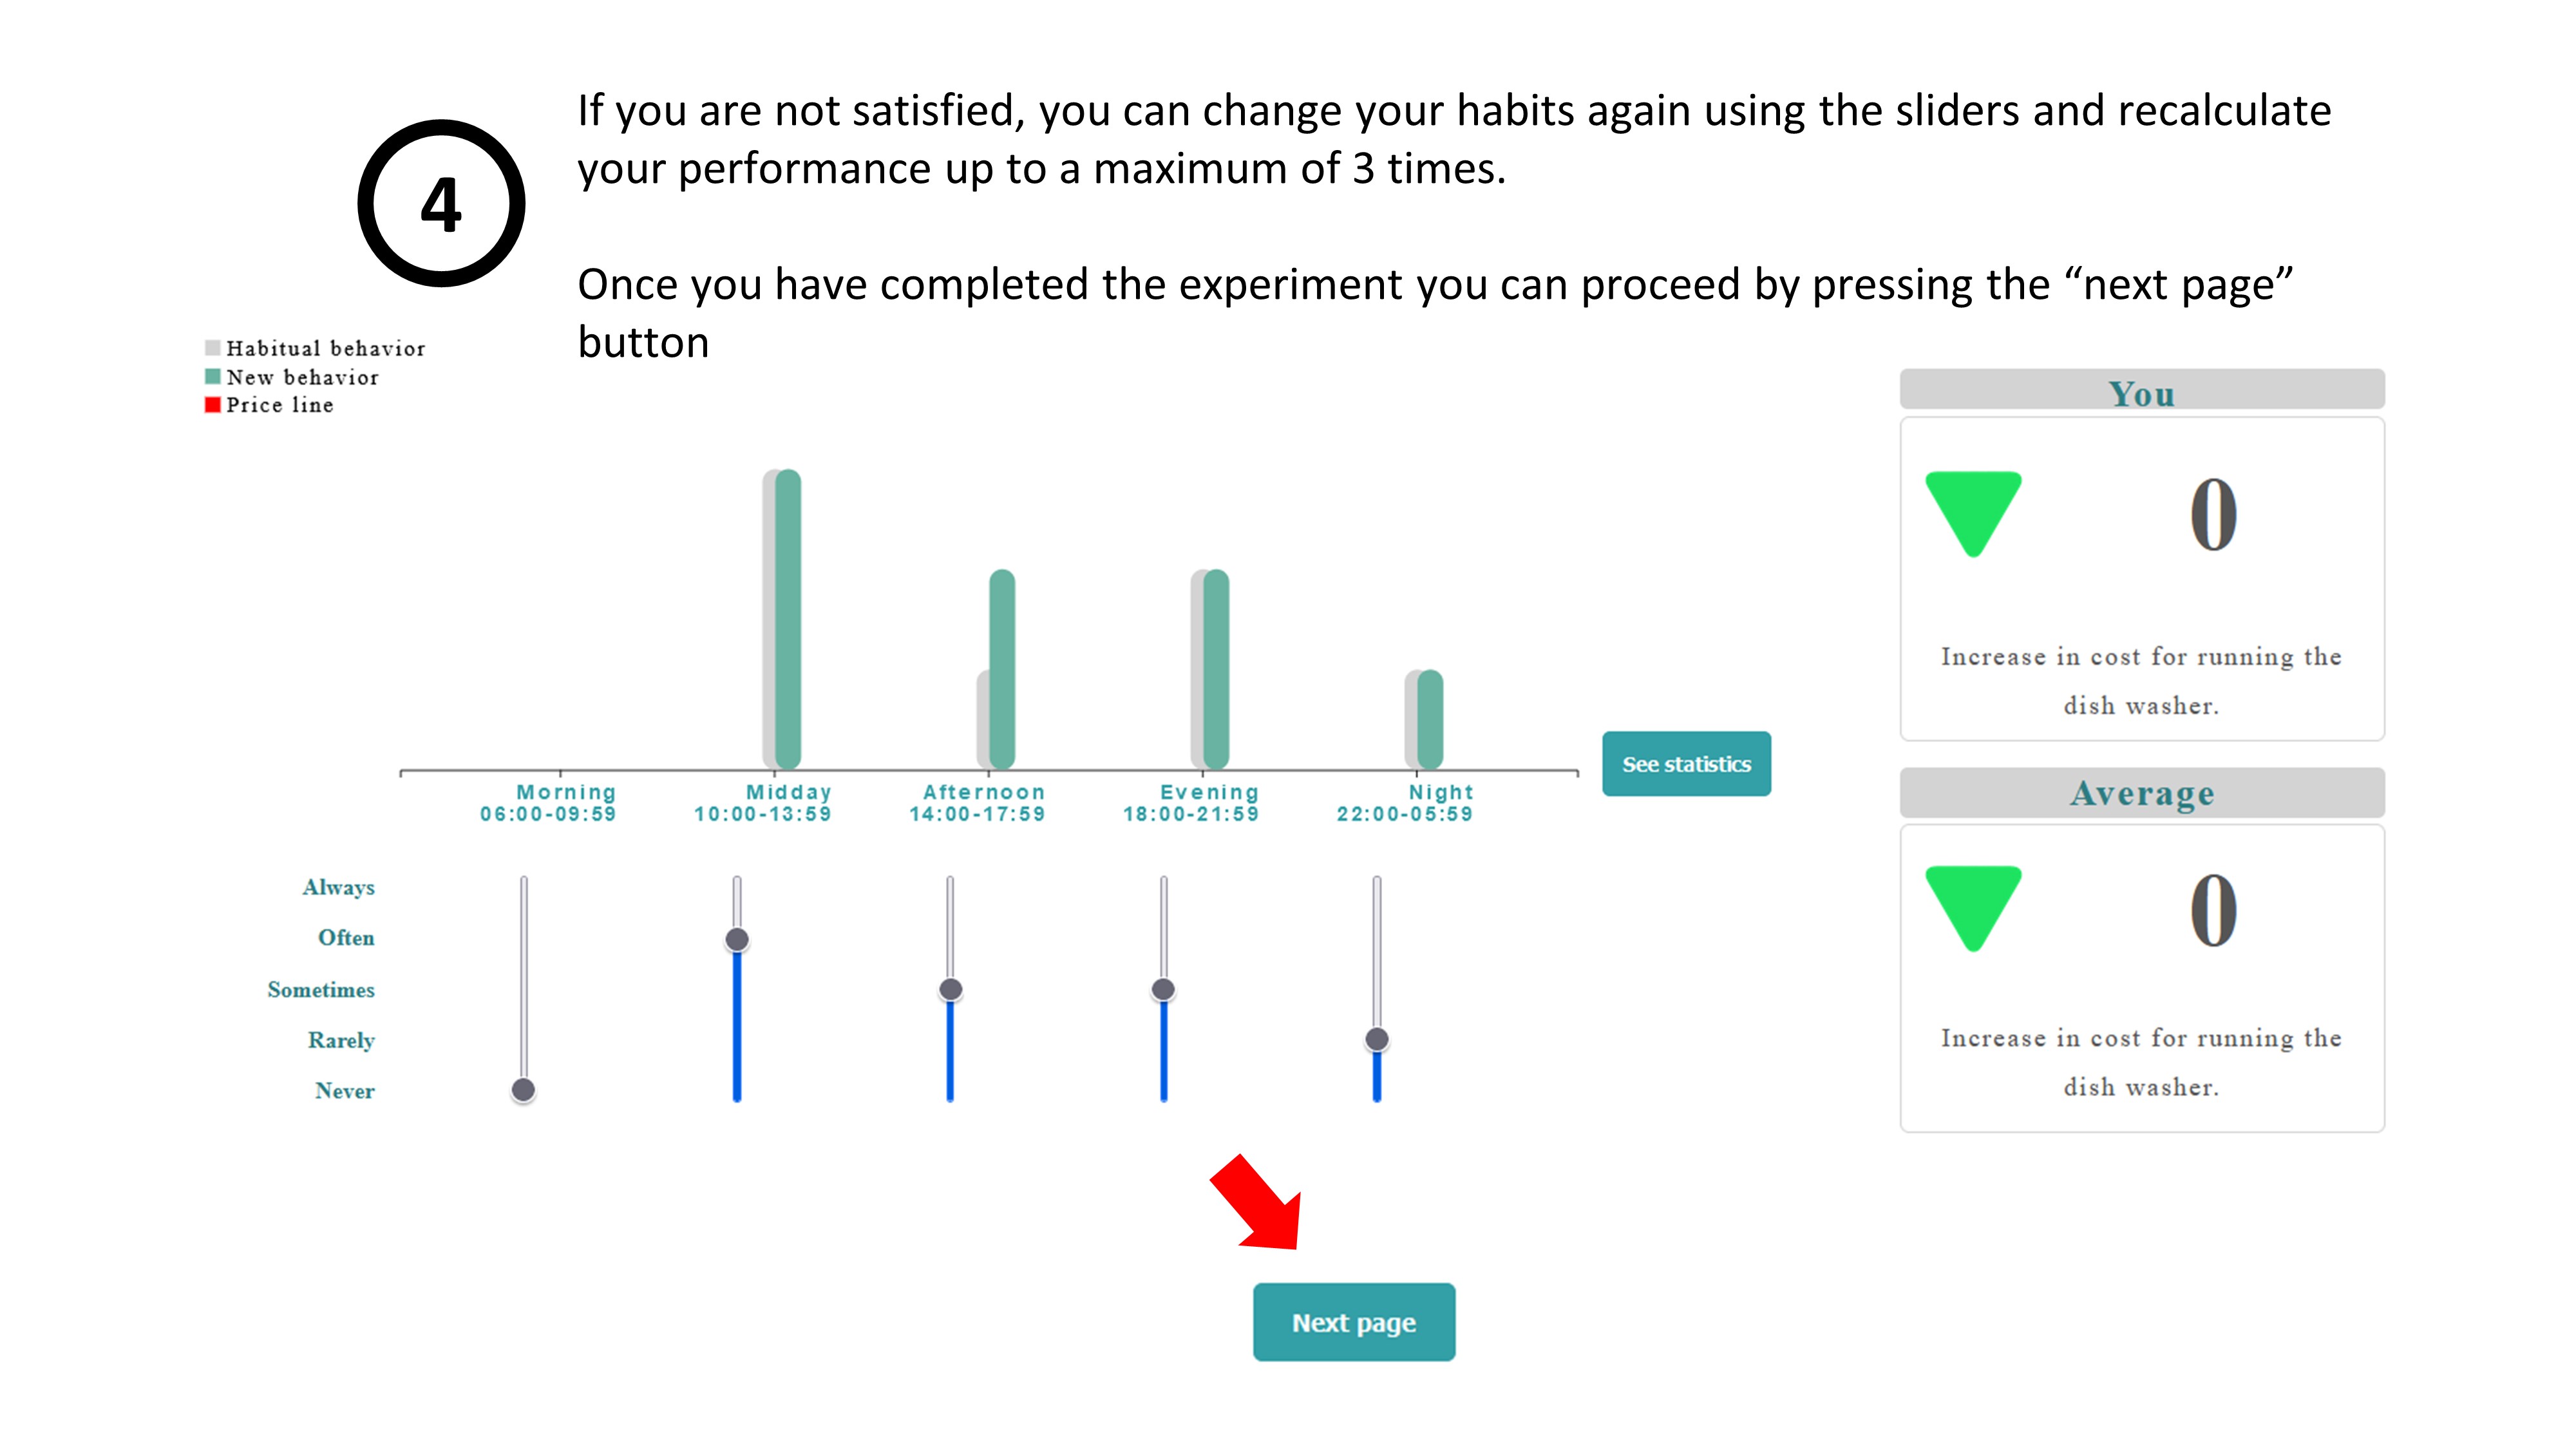 4
If you are not satisfied, you can change your habits again using the sliders and recalculate
your performance up to a maximum of 3 times.
Once you have completed the experiment you can proceed by pressing the “next page”
button
Habitual behavior
New behavior
Price line
You
0
Increase in cost for running the
dish washer.
Morning
06:00-09:59
Midday
10:00-13:59
Afternoon
14:00-17:59
Evening
18:00-21:59
Night
22:00-05:59
See statistics
Average
0
Increase in cost for running the
dish washer.
Always
Often
Sometimes
Rarely
Never
Next page